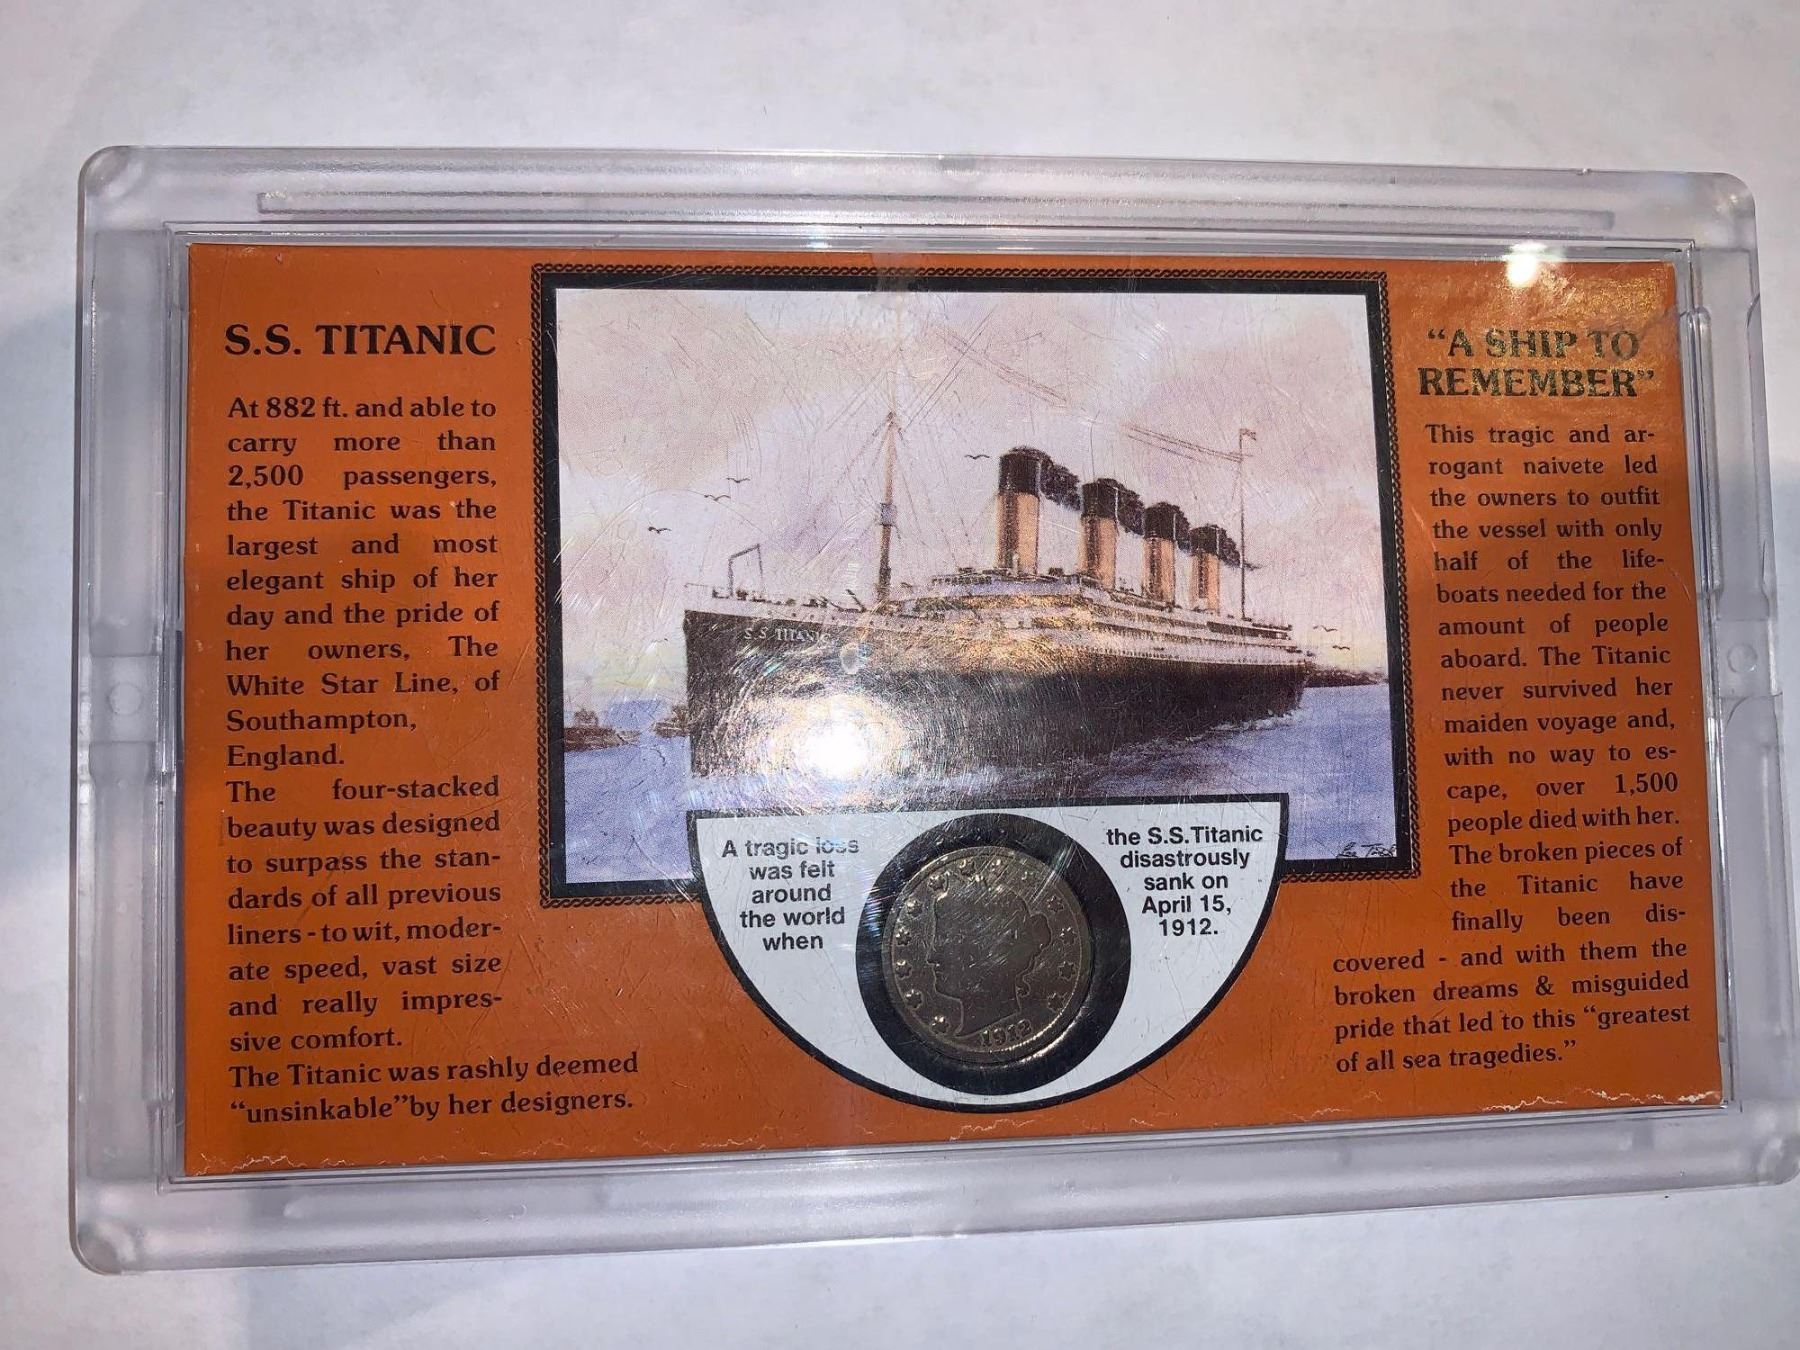 S.S. TITANIC
At 882 ft. and able to
carry more than
2,500 passengers,
the Titanic was the
largest and most
elegant ship of her
day and the pride of
her owners, The
White Star Line, of
Southampton,
England.
The four-stacked
beauty was designed
to surpass the stan-
dards of all previous
liners - to wit, moder-
ate speed, vast size
and really impres-
sive comfort.
The Titanic was rashly deemed
“unsinkable”by her designers.
S.S TITANIC
A tragic loss
was felt
around
the world
when
1912
the S.S.Titanic
disastrously
sank on
April 15,
1912.
“A SHIP TO
REMEMBER”
This tragic and ar-
rogant naivete led
the owners to outfit
the vessel with only
half of the life-
boats needed for the
amount of people
aboard. The Titanic
never survived her
maiden voyage and,
with no way to es-
cape, over 1,500
people died with her.
The broken pieces of
the Titanic have
finally been dis-
covered - and with them the
broken dreams & misguided
pride that led to this “greatest
of all sea tragedies.”